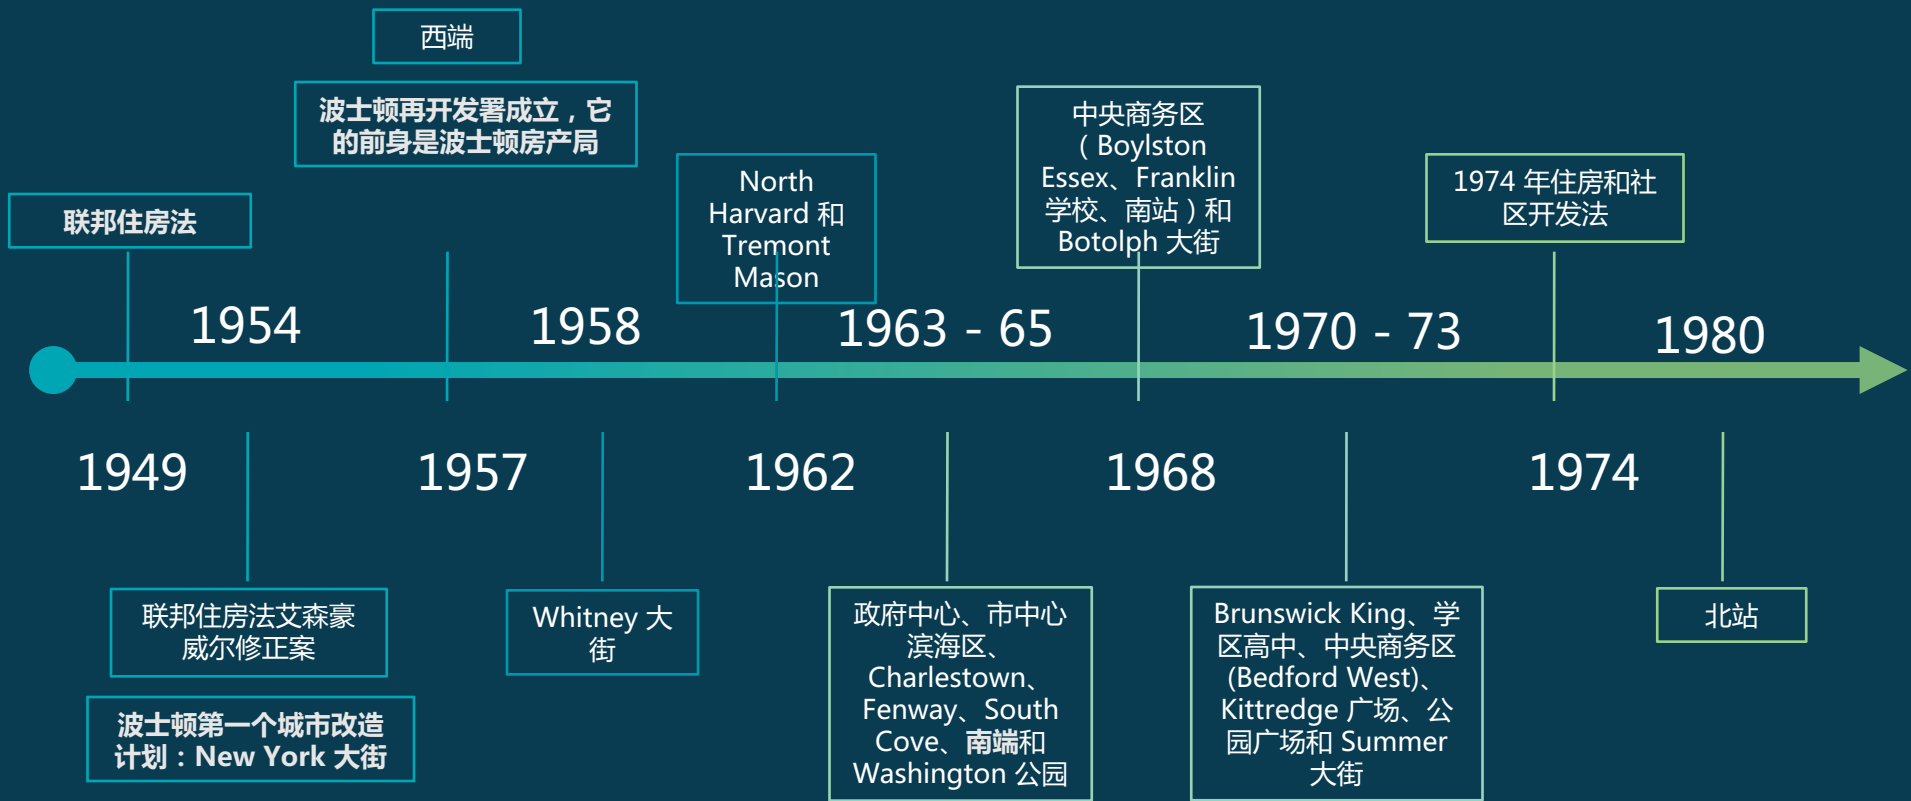 西端
波士顿再开发署成立，它
的前身是波士顿房产局
联邦住房法
North
Harvard 和
Tremont
Mason
中央商务区
（Boylston
Essex、Franklin
学校、南站）和
Botolph 大街
1974 年住房和社
区开发法
1954
1958
1963 - 65
1970 - 73
1980
1949
1957
1962
1968
1974
联邦住房法艾森豪
威尔修正案
波士顿第一个城市改造
计划：New York 大街
Whitney 大
街
政府中心、市中心
滨海区、
Charlestown、
Fenway、South
Cove、南端和
Washington 公园
Brunswick King、学
区高中、中央商务区
(Bedford West)、
Kittredge 广场、公
园广场和 Summer
大街
北站